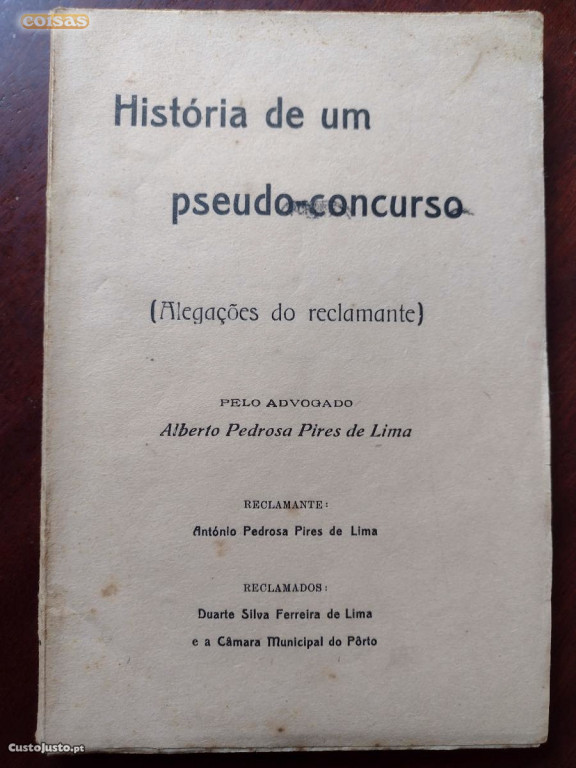 coisas
História de um
pseudo-concurso
(Alegações do reclamante)
PELO ADVOGADO
Alberto Pedrosa Pires de Lima
RECLAMANTE:
António Pedrosa Pires de Lima
RECLAMADOS:
Duarte Silva Ferreira de Lima
e a Câmara Municipal do Pôrto
CustoJusto.pt